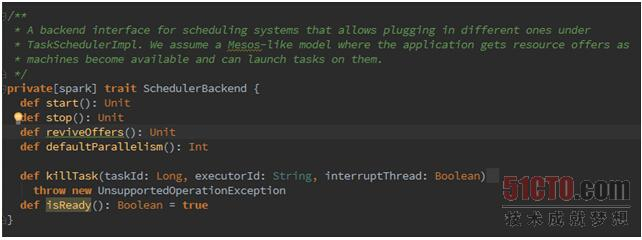 /**
 * A backend interface for scheduling systems that allows plugging in different ones under
 * TaskSchedulerImpl. We assume a Mesos-like model where the application gets resource offers as
 * machines become available and can launch tasks on them.
 */
private[spark] trait SchedulerBackend {
  def start(): Unit
  def stop(): Unit
  def reviveOffers(): Unit
  def defaultParallelism(): Int
  def killTask(taskId: Long, executorId: String, interruptThread: Boolean)
    throw new UnsupportedOperationException
  def isReady(): Boolean = true
}
51CTO.com
技术成就梦想